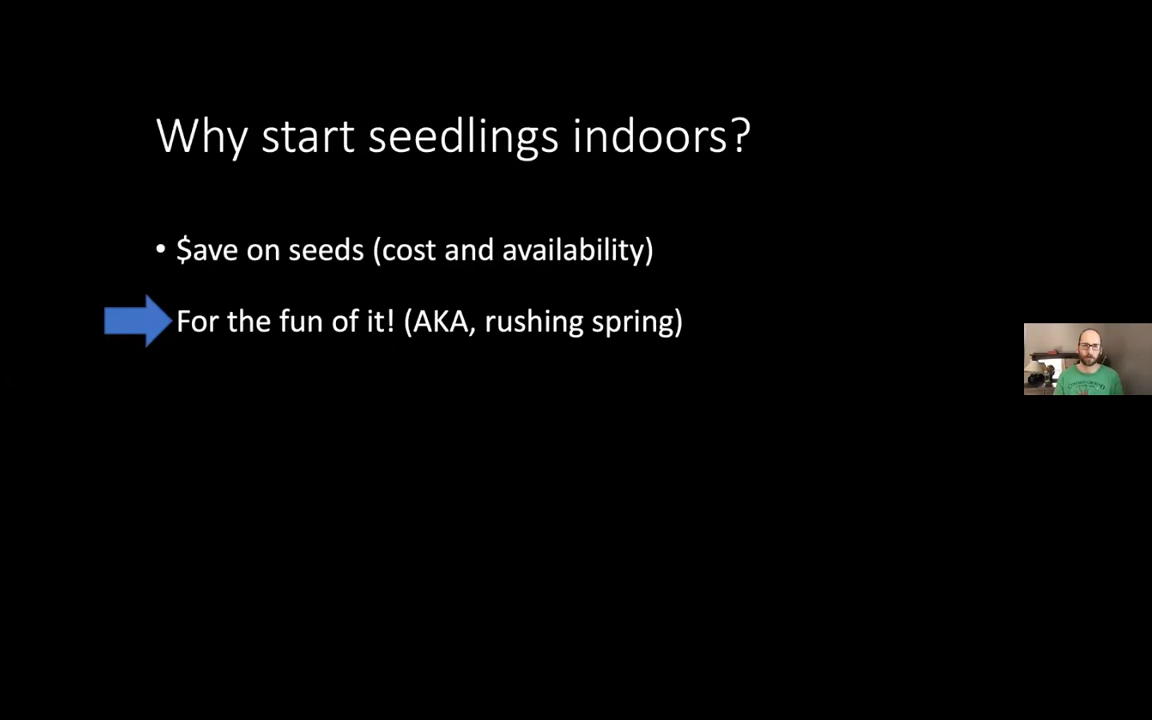 Why start seedlings indoors?
• $ave on seeds (cost and availability)
For the fun of it! (AKA, rushing spring)